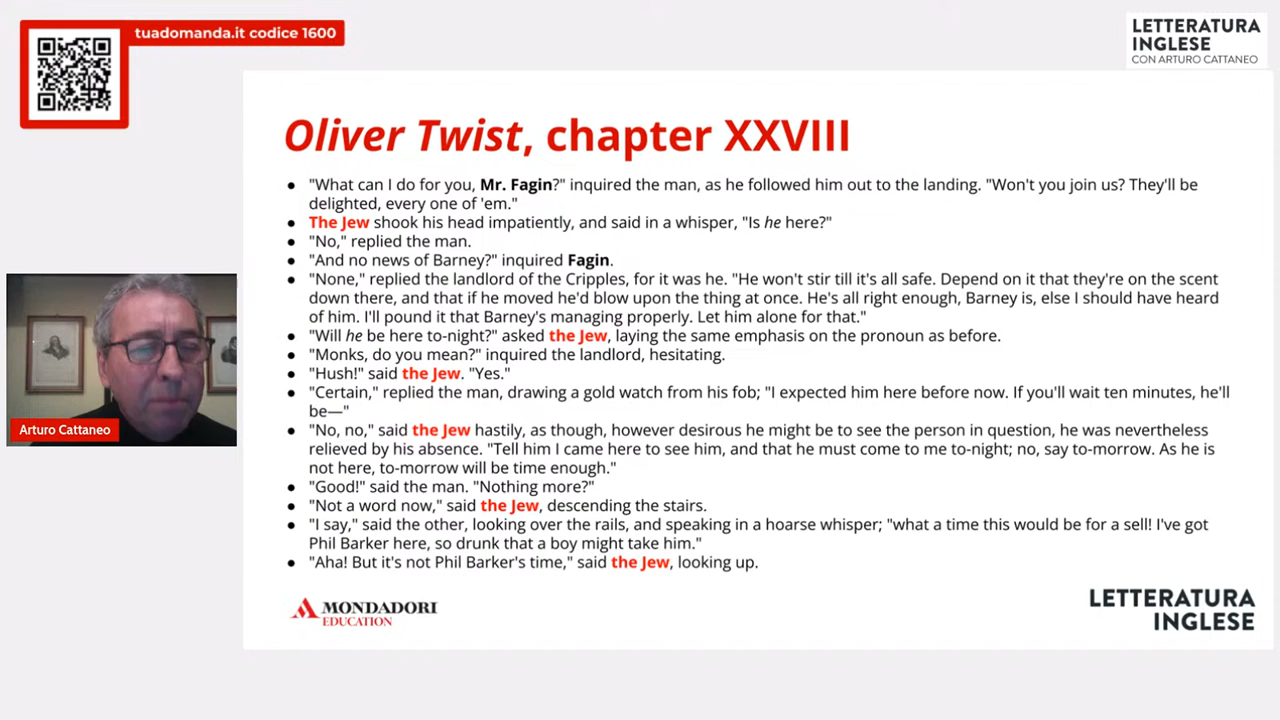 tuadomanda.it codice 1600
LETTERATURA
INGLESE
CON ARTURO CATTANEO
Oliver Twist, chapter XXVIII
● "What can I do for you, Mr. Fagin?" inquired the man, as he followed him out to the landing. "Won't you join us? They'll be
delighted, every one of 'em."
● The Jew shook his head impatiently, and said in a whisper, "Is he here?"
● "No," replied the man.
● "And no news of Barney?" inquired Fagin.
● "None," replied the landlord of the Cripples, for it was he. "He won't stir till it's all safe. Depend on it that they're on the scent
down there, and that if he moved he'd blow upon the thing at once. He's all right enough, Barney is, else I should have heard
of him. I'll pound it that Barney's managing properly. Let him alone for that."
● "Will he be here to-night?" asked the Jew, laying the same emphasis on the pronoun as before.
● "Monks, do you mean?" inquired the landlord, hesitating.
● "Hush!" said the Jew. "Yes."
● "Certain," replied the man, drawing a gold watch from his fob; "I expected him here before now. If you'll wait ten minutes, he'll
be—"
● "No, no," said the Jew hastily, as though, however desirous he might be to see the person in question, he was nevertheless
relieved by his absence. "Tell him I came here to see him, and that he must come to me to-night; no, say to-morrow. As he is
not here, to-morrow will be time enough."
● "Good!" said the man. "Nothing more?"
● "Not a word now," said the Jew, descending the stairs.
● "I say," said the other, looking over the rails, and speaking in a hoarse whisper; "what a time this would be for a sell! I've got
Phil Barker here, so drunk that a boy might take him."
● "Aha! But it's not Phil Barker's time," said the Jew, looking up.
Arturo Cattaneo
MONDADORI
EDUCATION
LETTERATURA
INGLESE